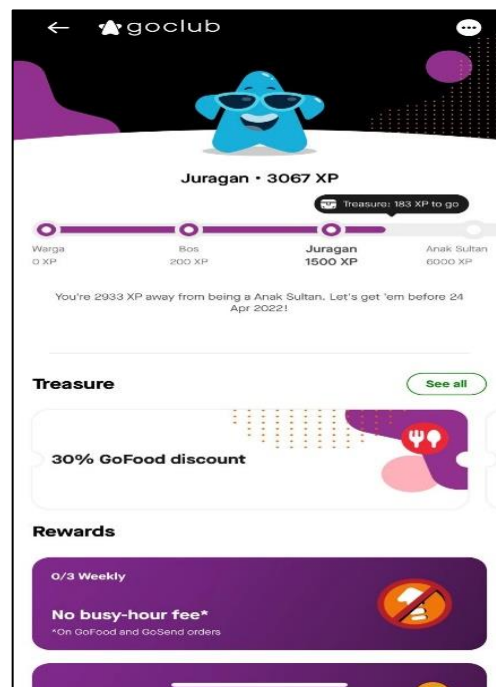 goclub
Juragan • 3067 XP
Treasure: 183 XP to go
Warga
0 XP
Bos
200 XP
Juragan
1500 XP
Anak Sultan
6000 XP
You're 2933 XP away from being a Anak Sultan. Let's get 'em before 24
Apr 2022!
Treasure
See all
30% GoFood discount
Rewards
0/3 Weekly
No busy-hour fee*
*On GoFood and GoSend orders